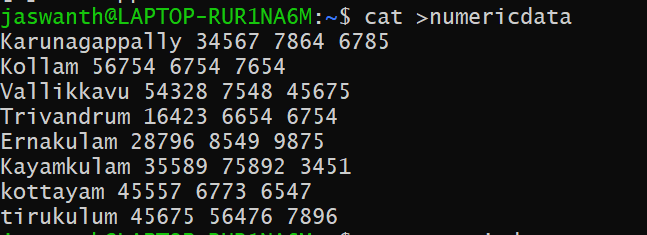 jaswanth@LAPTOP-RUR1NA6M:~$ cat >numericdata
Karunagappally 34567 7864 6785
Kollam 56754 6754 7654
Vallikkavu 54328 7548 45675
Trivandrum 16423 6654 6754
Ernakulam 28796 8549 9875
Kayamkulam 35589 75892 3451
kottayam 45557 6773 6547
tirukulum 45675 56476 7896